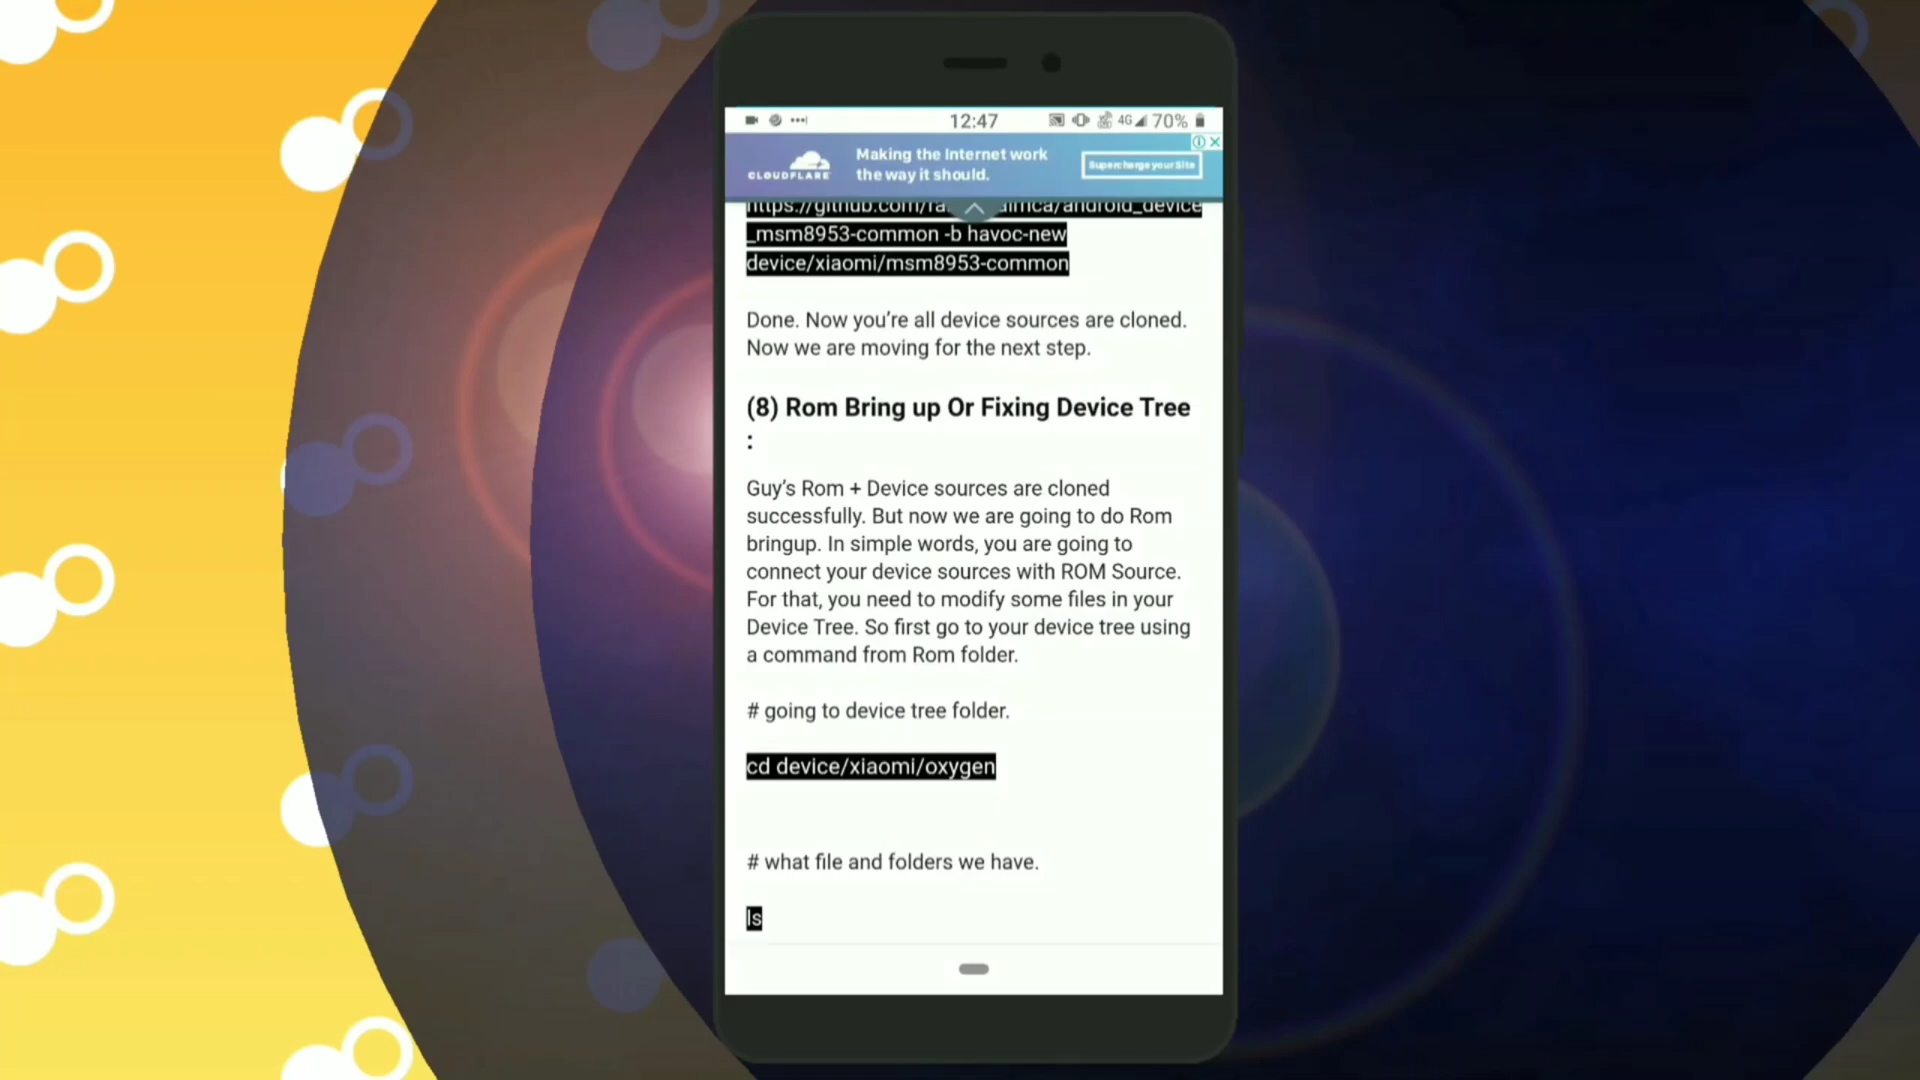 12:47 4G 70%
CLOUDFLARE
Making the Internet work
the way it should.
Supercharge your Site
android_device
_msm8953-common -b havoc-new
device/xiaomi/msm8953-common
Done. Now you’re all device sources are cloned.
Now we are moving for the next step.
(8) Rom Bring up Or Fixing Device Tree
:
Guy’s Rom + Device sources are cloned
successfully. But now we are going to do Rom
bringup. In simple words, you are going to
connect your device sources with ROM Source.
For that, you need to modify some files in your
Device Tree. So first go to your device tree using
a command from Rom folder.
# going to device tree folder.
cd device/xiaomi/oxygen
# what file and folders we have.
ls